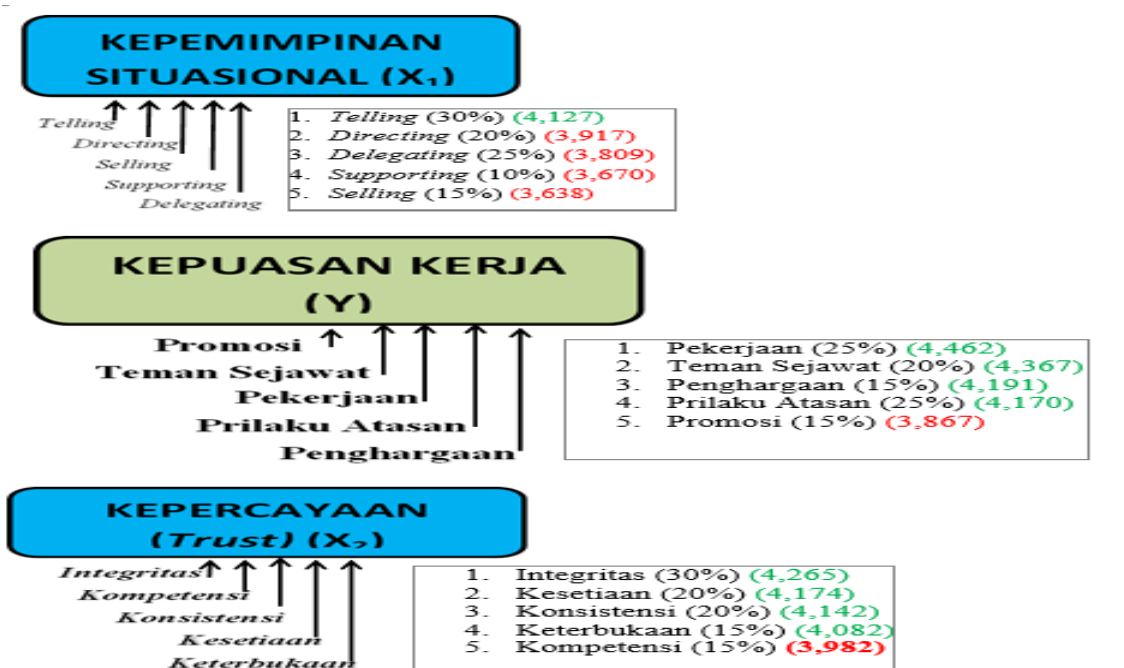 KEPEMIMPINAN
SITUASIONAL (X₁)
Telling
Directing
Selling
Supporting
Delegating
1. Telling (30%) (4,127)
2. Directing (20%) (3,917)
3. Delegating (25%) (3,809)
4. Supporting (10%) (3,670)
5. Selling (15%) (3,638)
KEPUASAN KERJA
(Y)
Promosi
Teman Sejawat
Pekerjaan
Prilaku Atasan
Penghargaan
1. Pekerjaan (25%) (4,462)
2. Teman Sejawat (20%) (4,367)
3. Penghargaan (15%) (4,191)
4. Prilaku Atasan (25%) (4,170)
5. Promosi (15%) (3,867)
KEPERCAYAAN
(Trust) (X₂)
Integritas
Kompetensi
Konsistensi
Kesetiaan
Keterbukaan
1. Integritas (30%) (4,265)
2. Kesetiaan (20%) (4,174)
3. Konsistensi (20%) (4,142)
4. Keterbukaan (15%) (4,082)
5. Kompetensi (15%) (3,982)